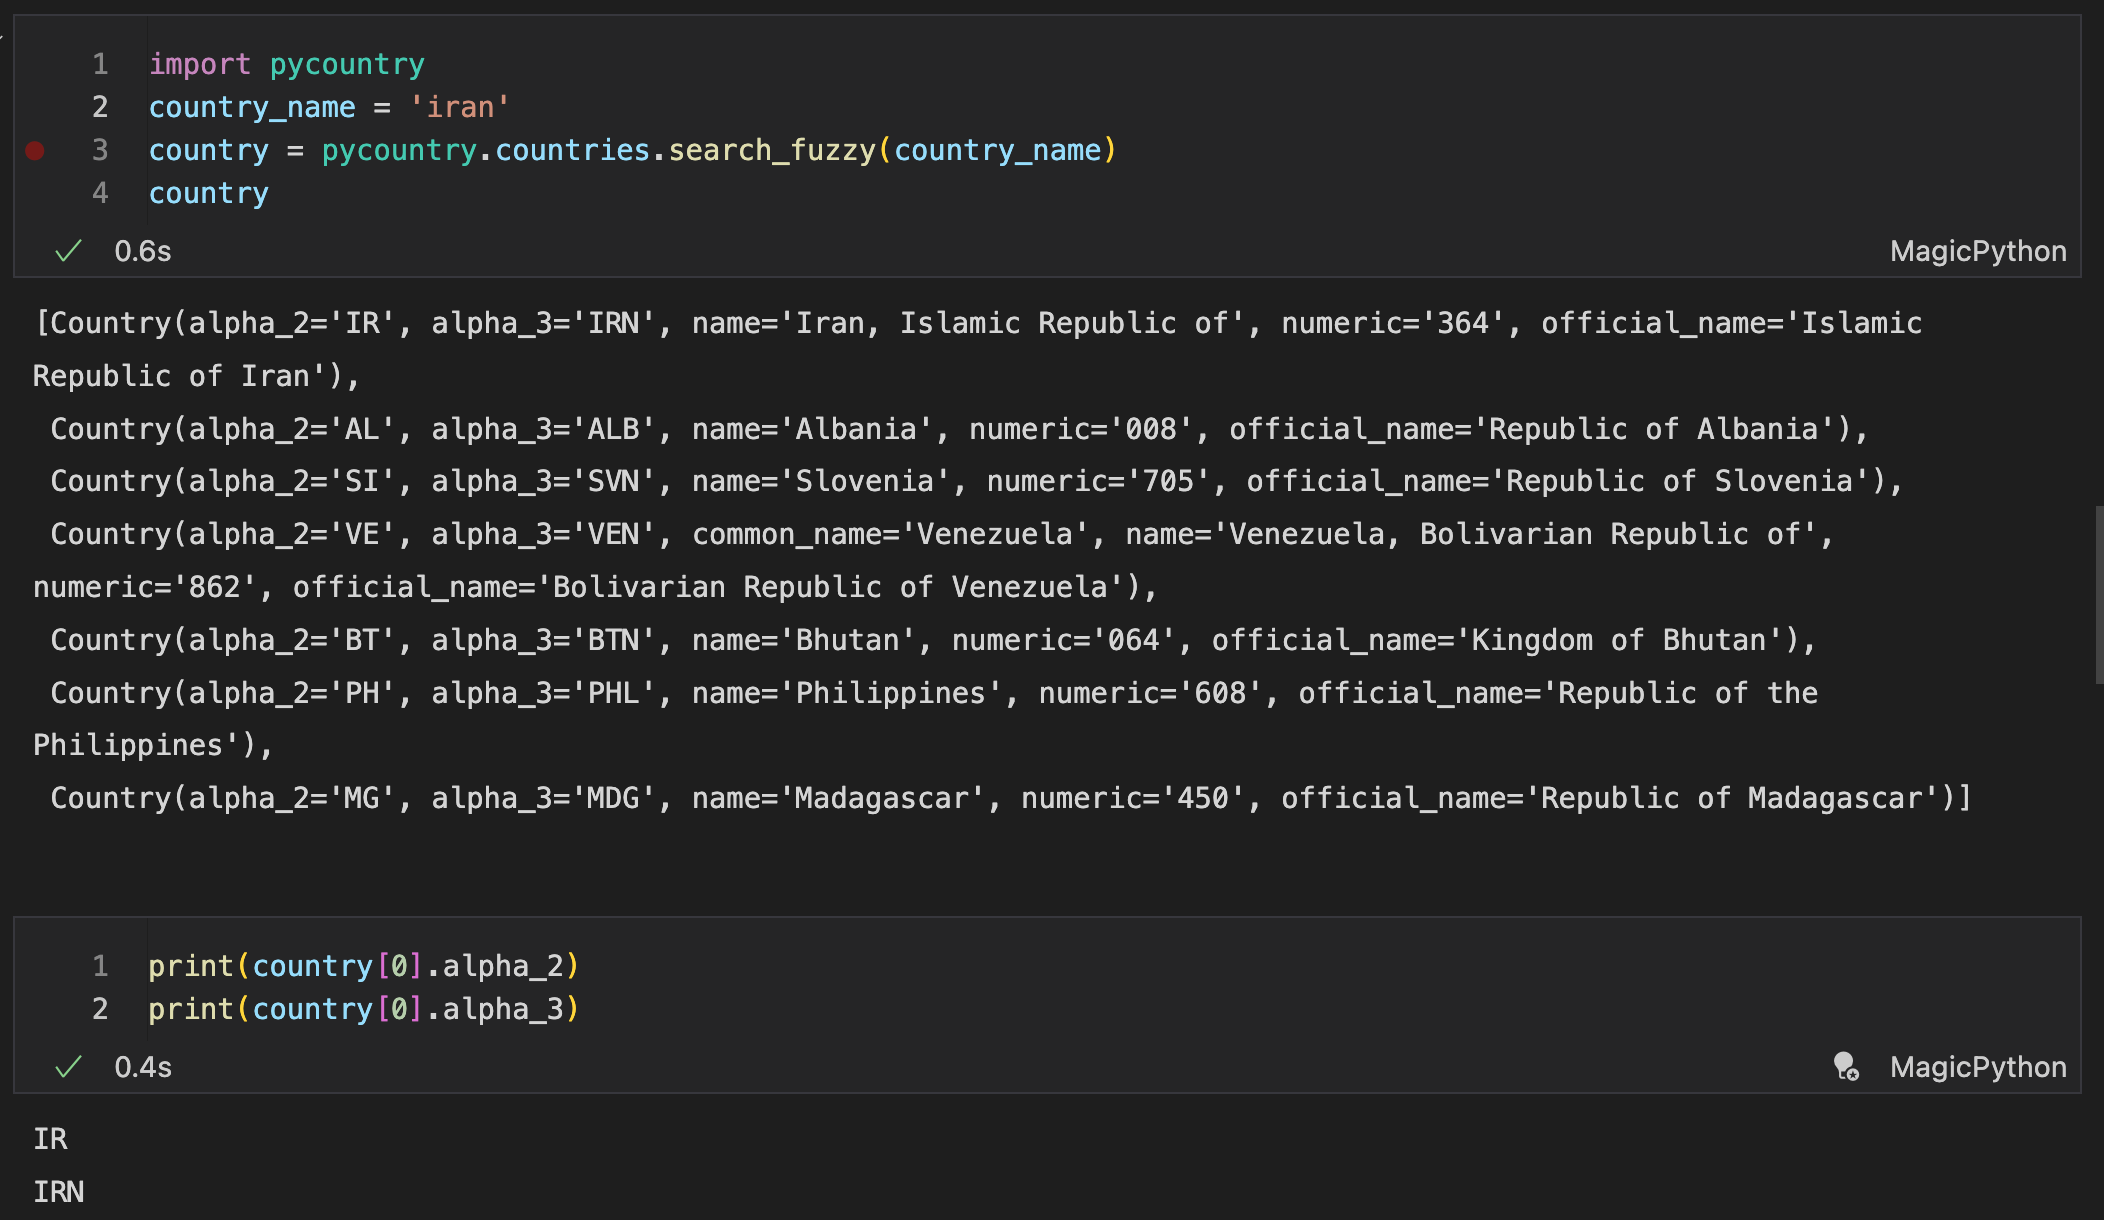 1 import pycountry
2 country_name = 'iran'
3 country = pycountry.countries.search_fuzzy(country_name)
4 country
0.6s MagicPython
[Country(alpha_2='IR', alpha_3='IRN', name='Iran, Islamic Republic of', numeric='364', official_name='Islamic
Republic of Iran'),
Country(alpha_2='AL', alpha_3='ALB', name='Albania', numeric='008', official_name='Republic of Albania'),
Country(alpha_2='SI', alpha_3='SVN', name='Slovenia', numeric='705', official_name='Republic of Slovenia'),
Country(alpha_2='VE', alpha_3='VEN', common_name='Venezuela', name='Venezuela, Bolivarian Republic of',
numeric='862', official_name='Bolivarian Republic of Venezuela'),
Country(alpha_2='BT', alpha_3='BTN', name='Bhutan', numeric='064', official_name='Kingdom of Bhutan'),
Country(alpha_2='PH', alpha_3='PHL', name='Philippines', numeric='608', official_name='Republic of the
Philippines'),
Country(alpha_2='MG', alpha_3='MDG', name='Madagascar', numeric='450', official_name='Republic of Madagascar')]
1 print(country[0].alpha_2)
2 print(country[0].alpha_3)
0.4s MagicPython
IR
IRN